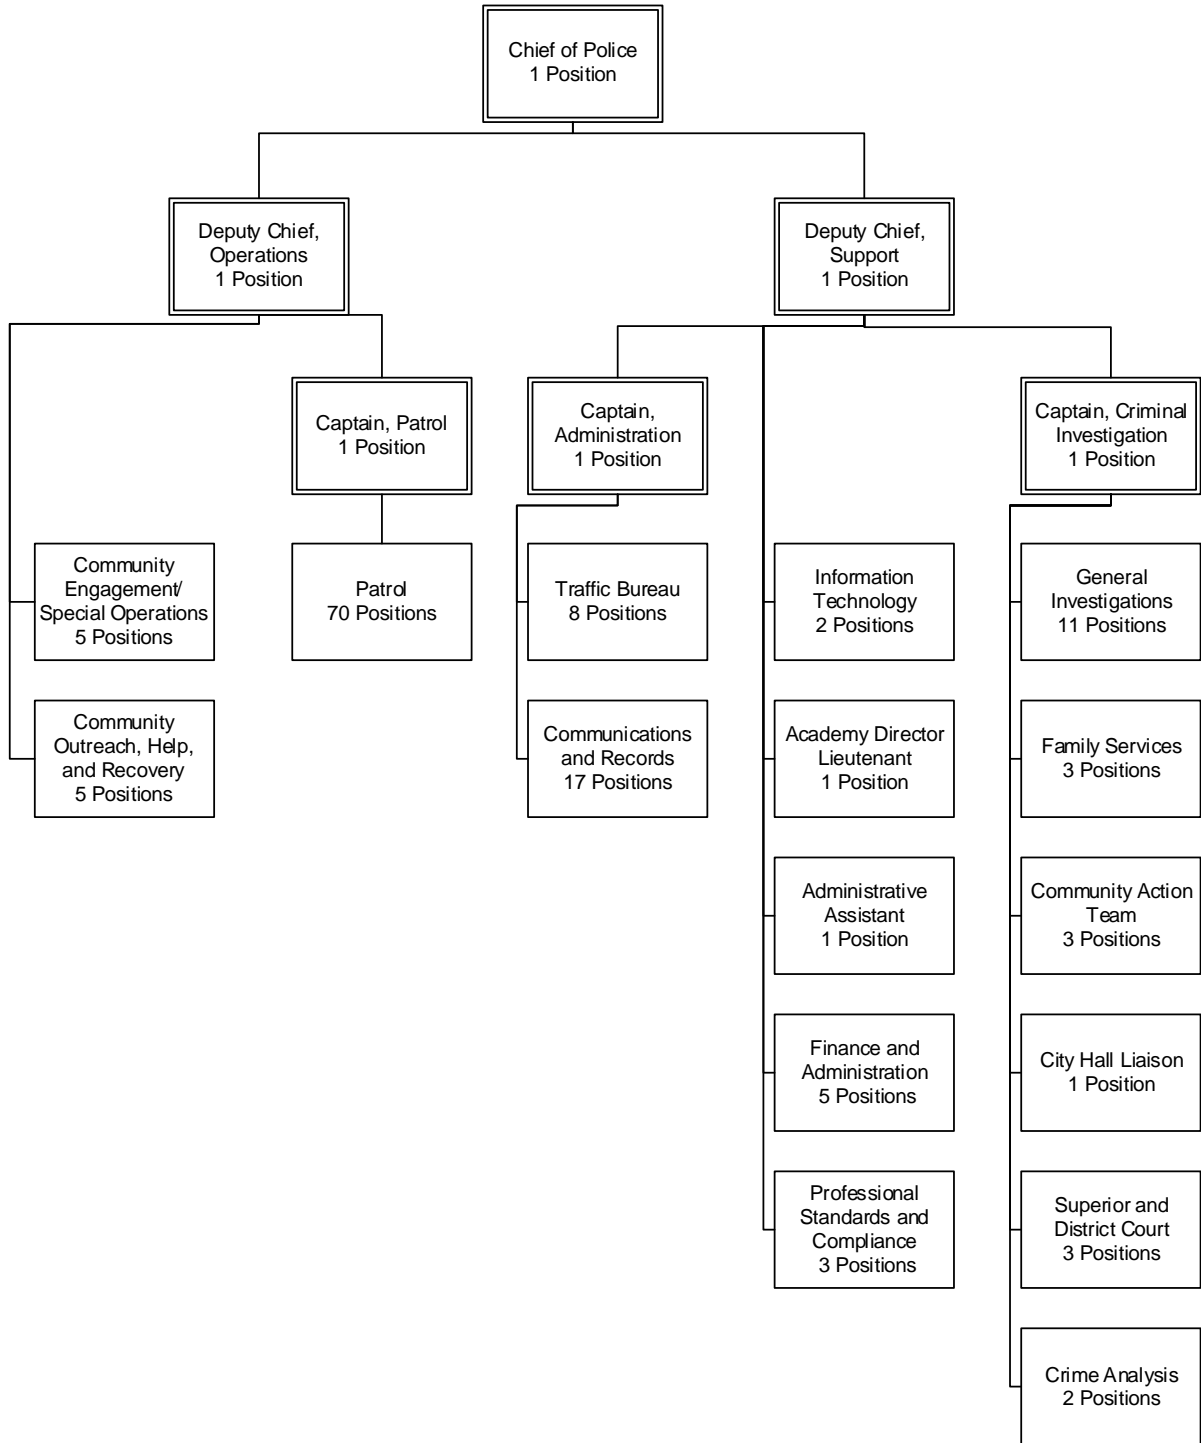 Chief of Police
1 Position
Deputy Chief,
Operations
1 Position
Deputy Chief,
Support
1 Position
Captain, Patrol
1 Position
Captain,
Administration
1 Position
Captain, Criminal
Investigation
1 Position
Community
Engagement/
Special Operations
5 Positions
Patrol
70 Positions
Traffic Bureau
8 Positions
Information
Technology
2 Positions
General
Investigations
11 Positions
Community
Outreach, Help,
and Recovery
5 Positions
Communications
and Records
17 Positions
Academy Director
Lieutenant
1 Position
Family Services
3 Positions
Administrative
Assistant
1 Position
Community Action
Team
3 Positions
Finance and
Administration
5 Positions
City Hall Liaison
1 Position
Professional
Standards and
Compliance
3 Positions
Superior and
District Court
3 Positions
Crime Analysis
2 Positions